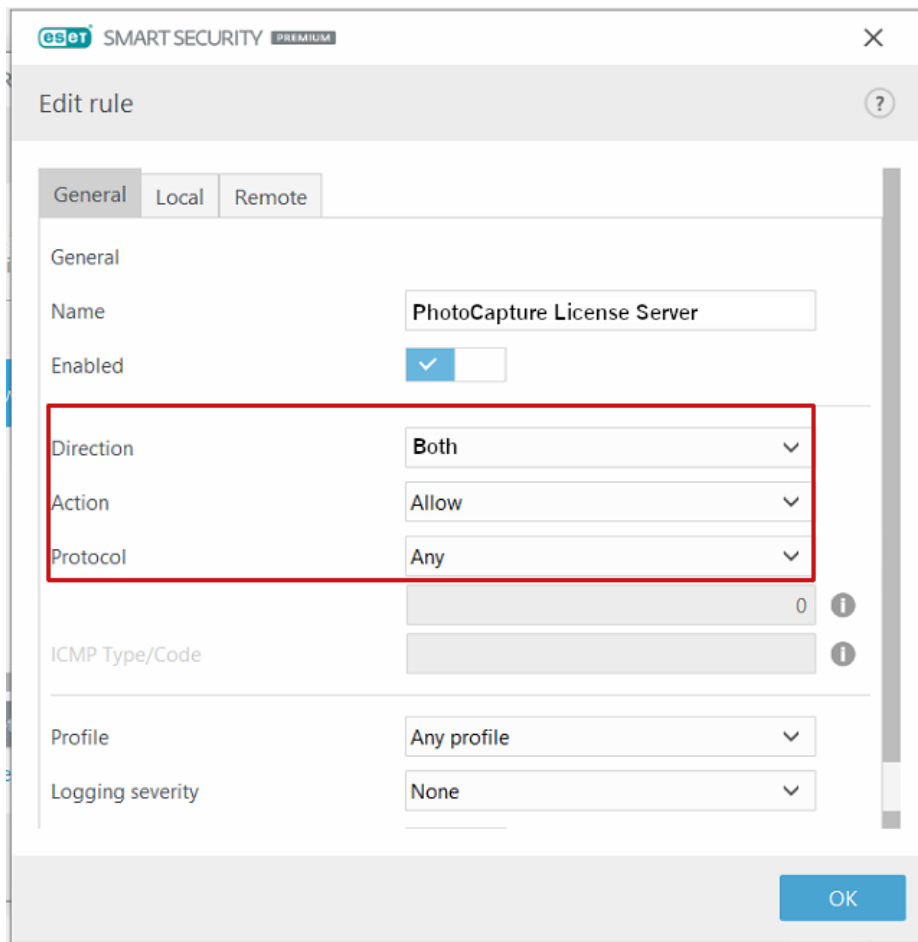 eset SMART SECURITY PREMIUM
Edit rule ?
General Local Remote
General
Name PhotoCapture License Server
Enabled
Direction Both
Action Allow
Protocol Any
0 i
ICMP Type/Code i
Profile Any profile
Logging severity None
OK